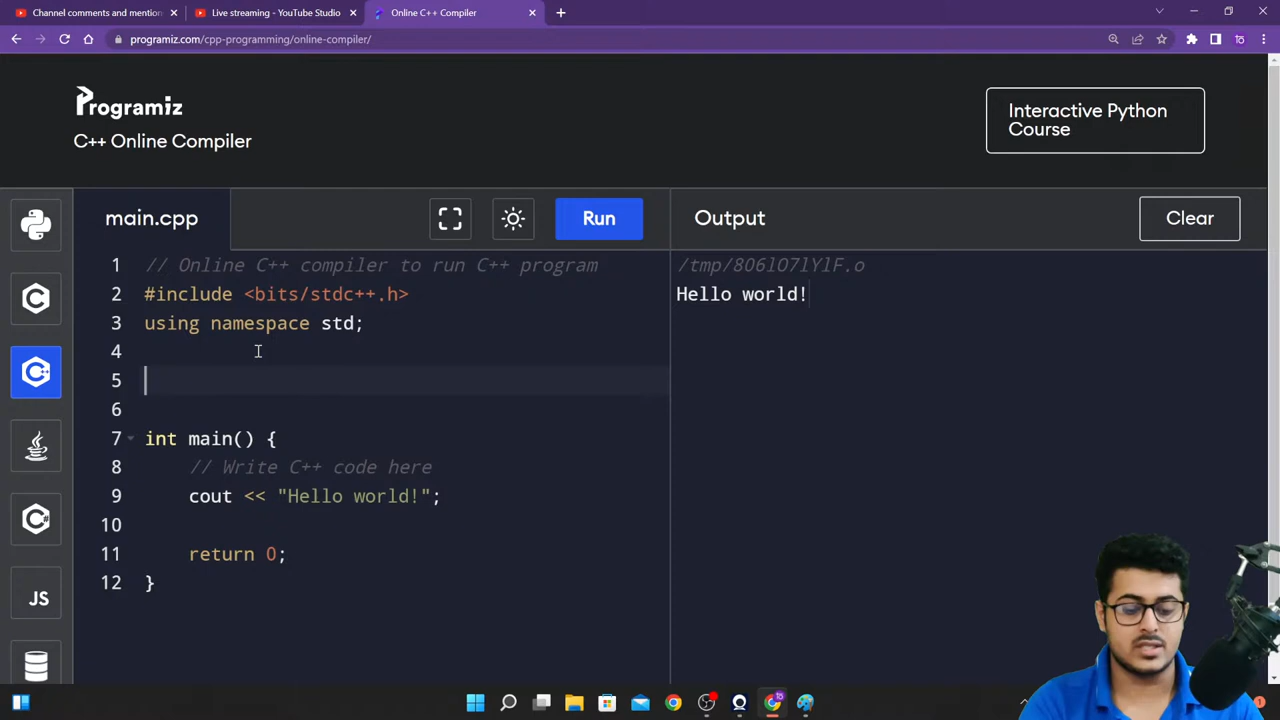 Channel comments and mention
Live streaming - YouTube Studio
Online C++ Compiler
programiz.com/cpp-programming/online-compiler/
Programiz
C++ Online Compiler
Interactive Python
Course
main.cpp
Run
Output
Clear
1 // Online C++ compiler to run C++ program
2 #include <bits/stdc++.h>
3 using namespace std;
4
5
6
7 int main() {
8 // Write C++ code here
9 cout << "Hello world!";
10
11 return 0;
12 }
/tmp/806lO7lYlF.o
Hello world!
JS